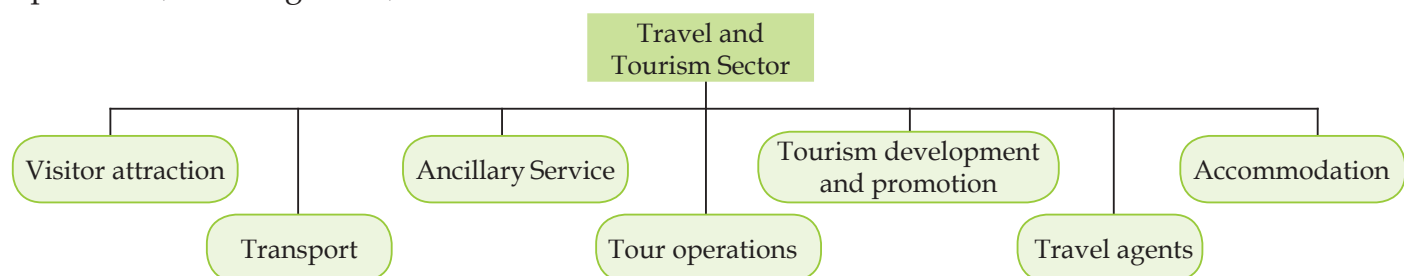 Travel and
Tourism Sector
Visitor attraction
Ancillary Service
Tourism development
and promotion
Accommodation
Transport
Tour operations
Travel agents